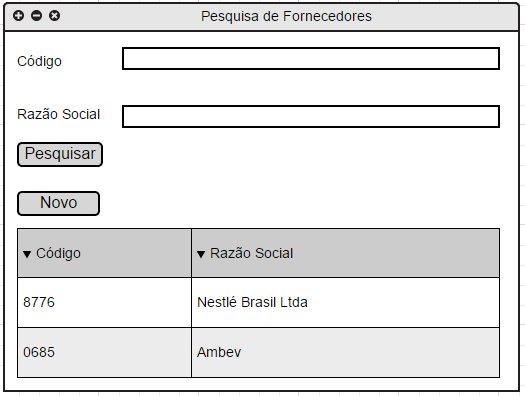 Pesquisa de Fornecedores
Código
Razão Social
Pesquisar
Novo
Código Razão Social
8776 Nestlé Brasil Ltda
0685 Ambev